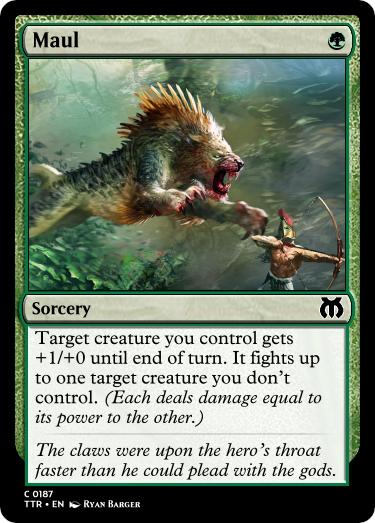 Maul
Sorcery
Target creature you control gets
+1/+0 until end of turn. It fights up
to one target creature you don't
control. (Each deals damage equal to
its power to the other.)
The claws were upon the hero's throat
faster than he could plead with the gods.
C 0187
TTR • EN Ryan Barger